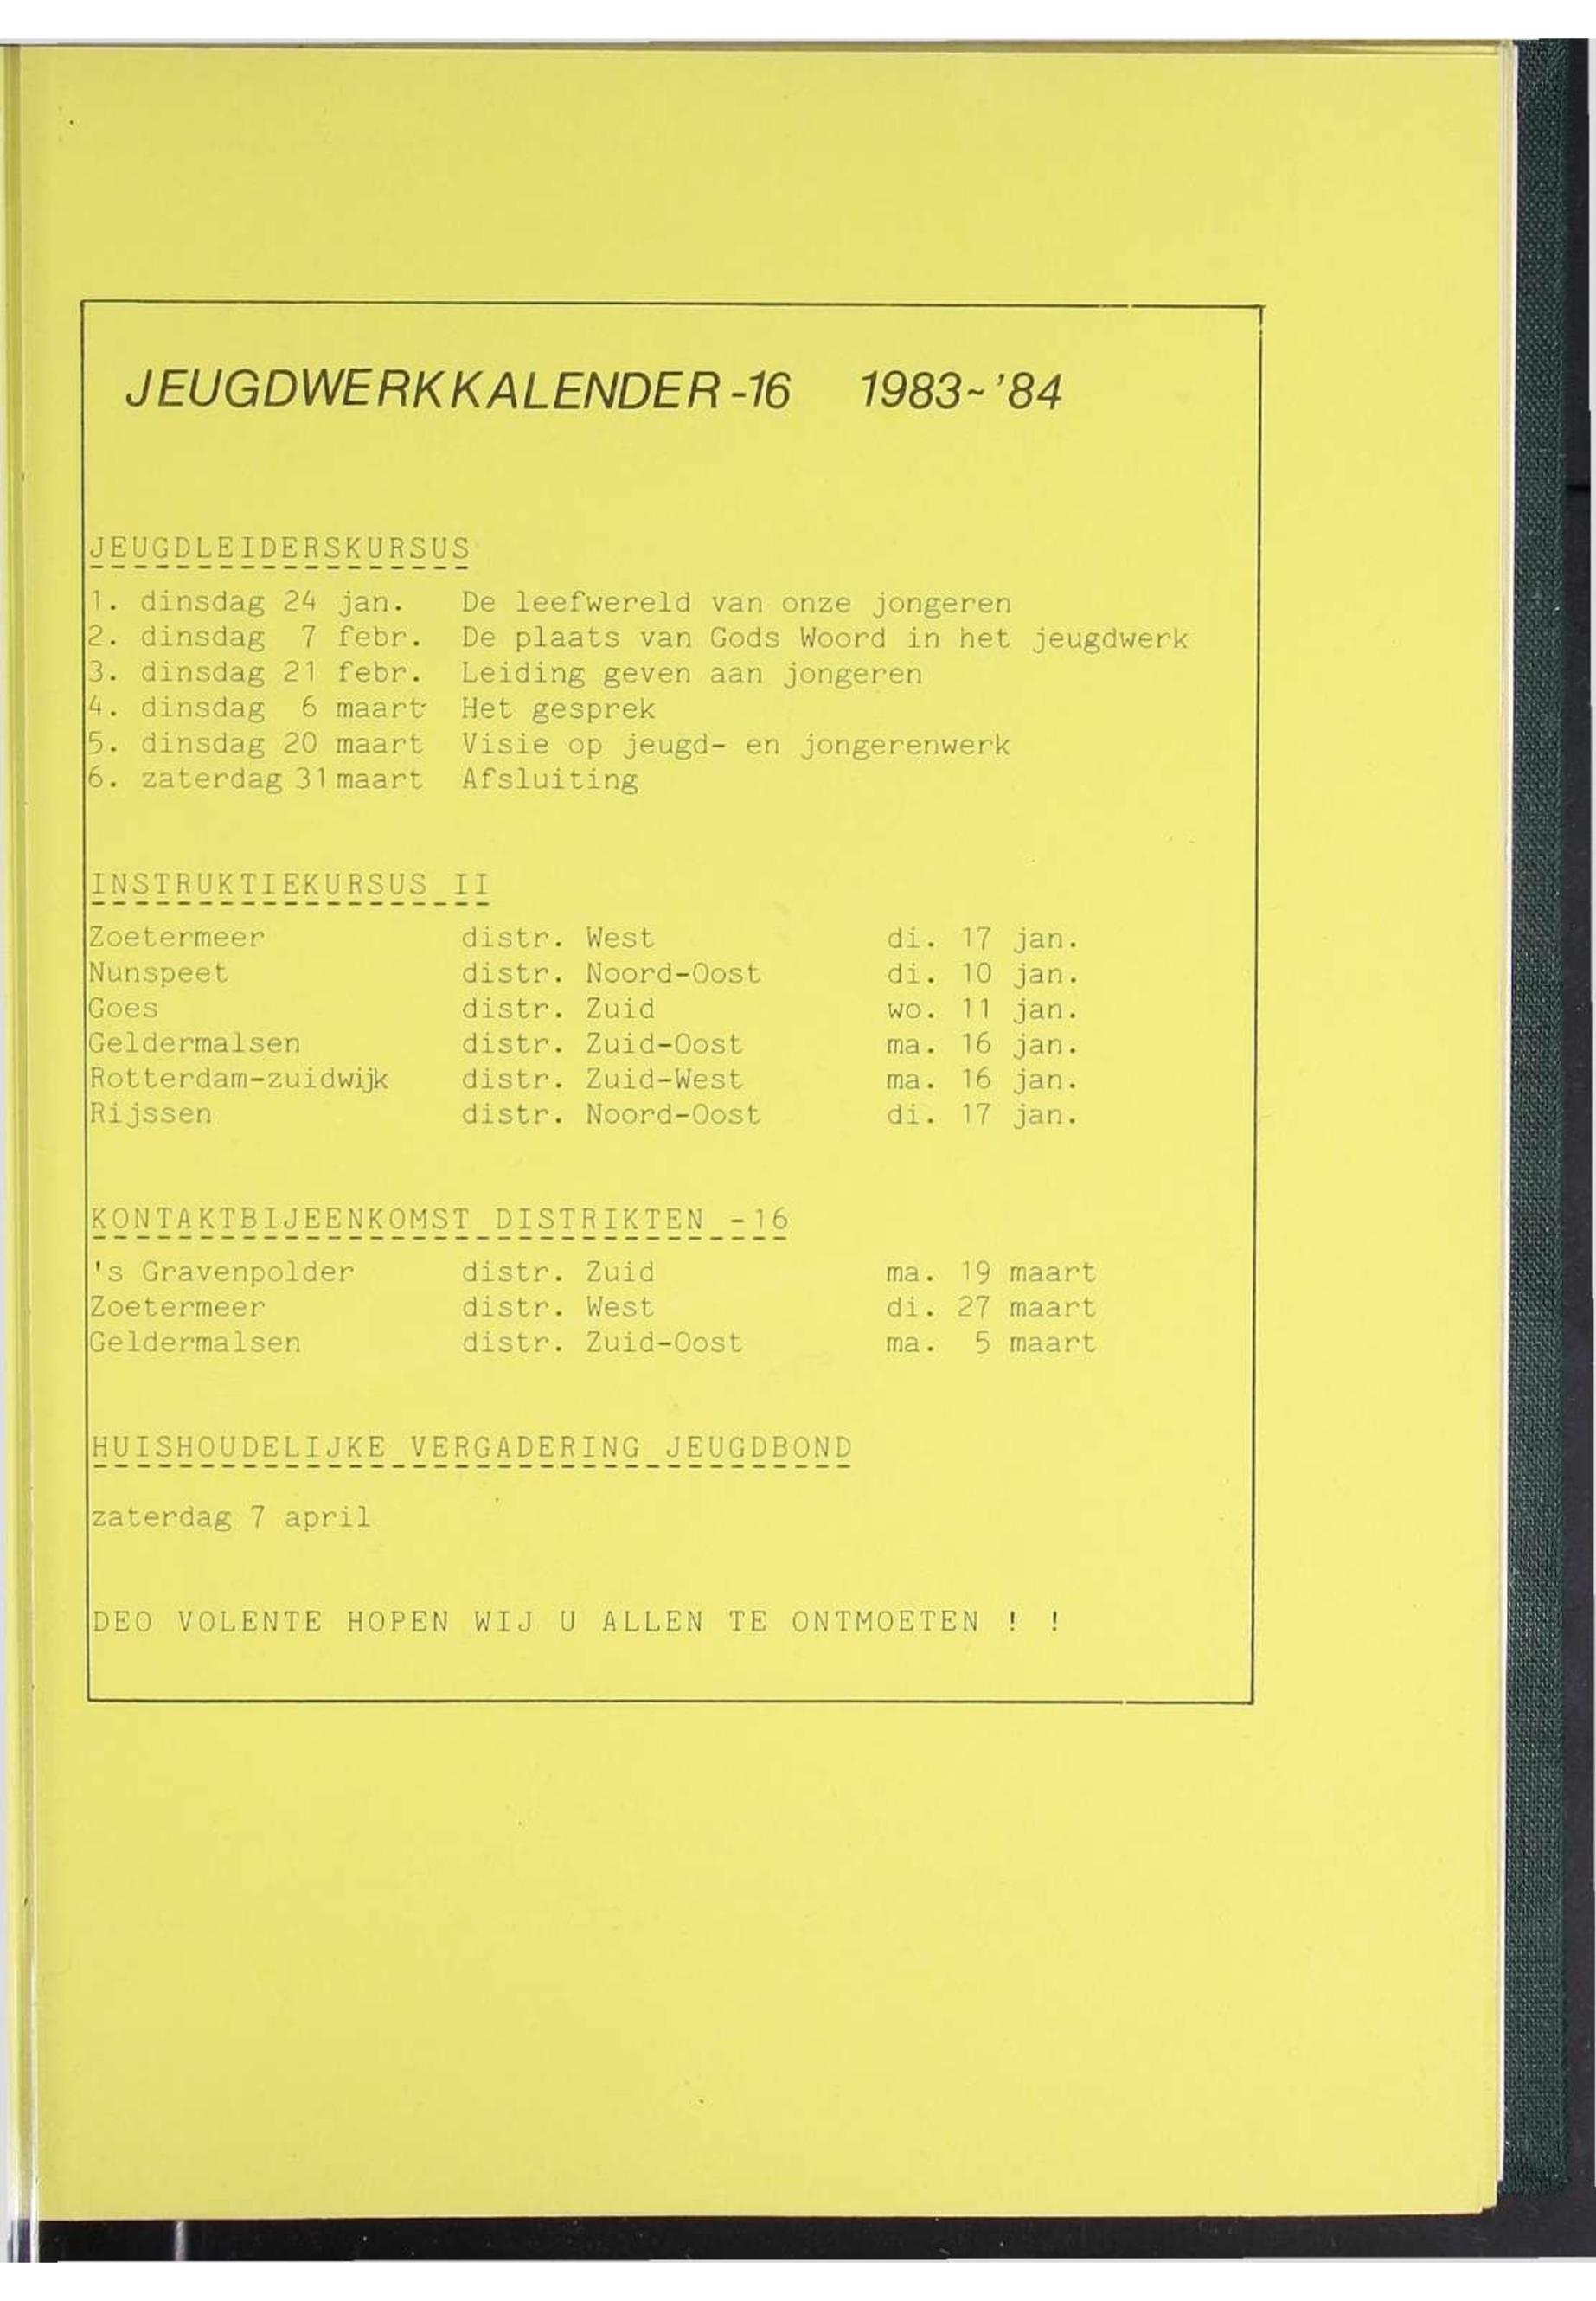 JEUGDWERKKALENDER -16 1983~'84
JEUGDLEIDERSKURSUS
1. dinsdag 24 jan. De leefwereld van onze jongeren
2. dinsdag 7 febr. De plaats van Gods Woord in het jeugdwerk
3. dinsdag 21 febr. Leiding geven aan jongeren
4. dinsdag 6 maart Het gesprek
5. dinsdag 20 maart Visie op jeugd- en jongerenwerk
6. zaterdag 31 maart Afsluiting
INSTRUKTIEKURSUS II
Zoetermeer distr. West di. 17 jan.
Nunspeet distr. Noord-Oost di. 10 jan.
Goes distr. Zuid wo. 11 jan.
Geldermalsen distr. Zuid-Oost ma. 16 jan.
Rotterdam-zuidwijk distr. Zuid-West ma. 16 jan.
Rijssen distr. Noord-Oost di. 17 jan.
KONTAKTBIJEENKOMST DISTRIKTEN -16
's Gravenpolder distr. Zuid ma. 19 maart
Zoetermeer distr. West di. 27 maart
Geldermalsen distr. Zuid-Oost ma. 5 maart
HUISHOUDELIJKE VERGADERING JEUGDBOND
zaterdag 7 april
DEO VOLENTE HOPEN WIJ U ALLEN TE ONTMOETEN ! !